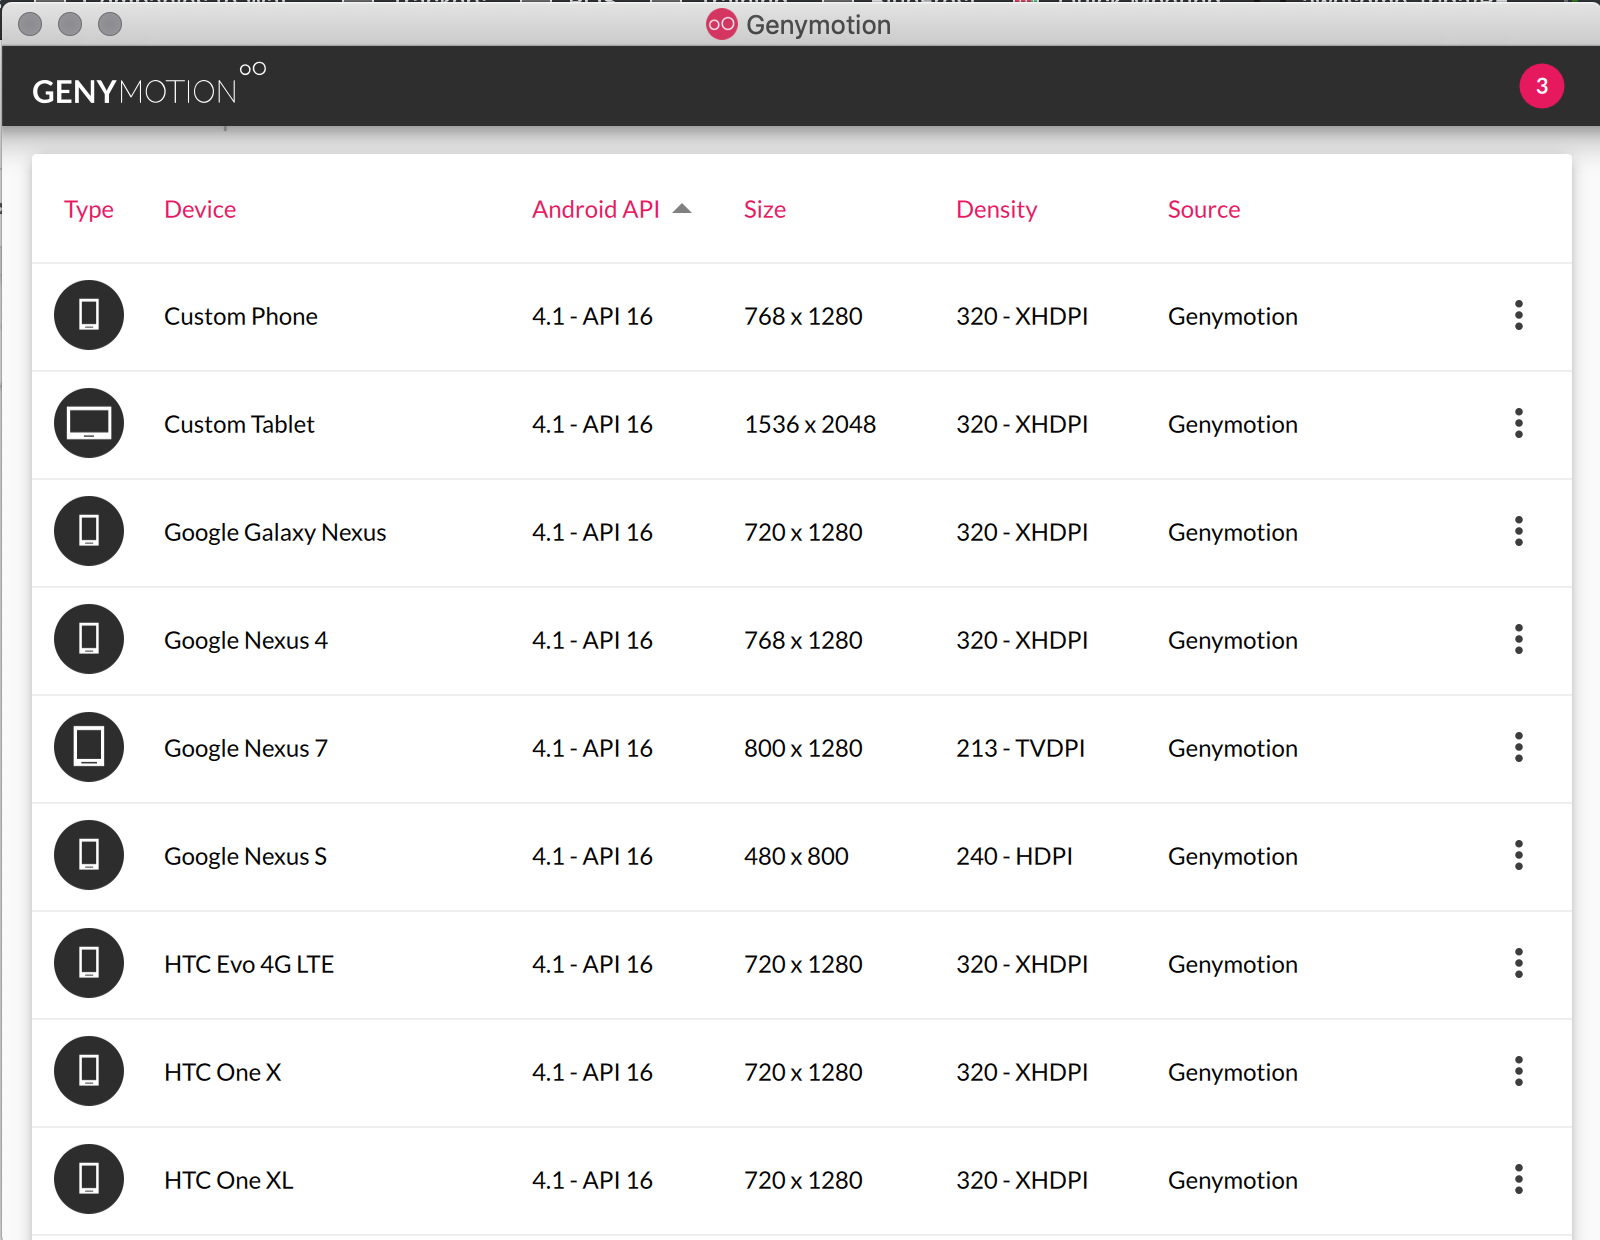 Genymotion
GENYMOTION
3
Type Device Android API Size Density Source
Custom Phone 4.1 - API 16 768 x 1280 320 - XHDPI Genymotion
Custom Tablet 4.1 - API 16 1536 x 2048 320 - XHDPI Genymotion
Google Galaxy Nexus 4.1 - API 16 720 x 1280 320 - XHDPI Genymotion
Google Nexus 4 4.1 - API 16 768 x 1280 320 - XHDPI Genymotion
Google Nexus 7 4.1 - API 16 800 x 1280 213 - TVDPI Genymotion
Google Nexus S 4.1 - API 16 480 x 800 240 - HDPI Genymotion
HTC Evo 4G LTE 4.1 - API 16 720 x 1280 320 - XHDPI Genymotion
HTC One X 4.1 - API 16 720 x 1280 320 - XHDPI Genymotion
HTC One XL 4.1 - API 16 720 x 1280 320 - XHDPI Genymotion